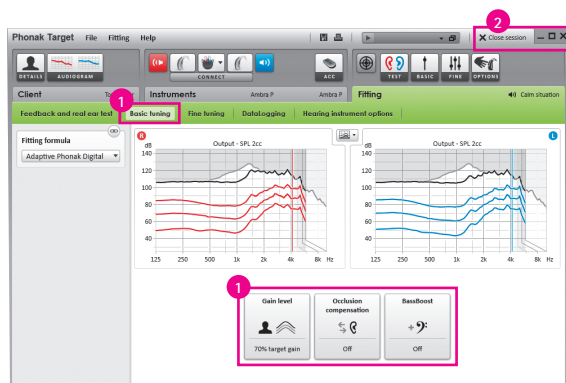 2
Phonak Target File Fitting Help
Close session
DETAILS AUDIOGRAM
CONNECT
ACC
TEST BASIC FINE OPTIONS
Client
Instruments Ambra P Ambra P
Fitting Calm situation
1
Feedback and real ear test Basic tuning Fine tuning DataLogging Hearing instrument options
Fitting formula
Adaptive Phonak Digital
R
dB Output - SPL 2cc
140
120
100
80
60
40
125 250 500 1k 2k 4k 8k Hz
L
dB Output - SPL 2cc
140
120
100
80
60
40
125 250 500 1k 2k 4k 8k Hz
1
Gain level
70% target gain
Occlusion
compensation
Off
BassBoost
Off